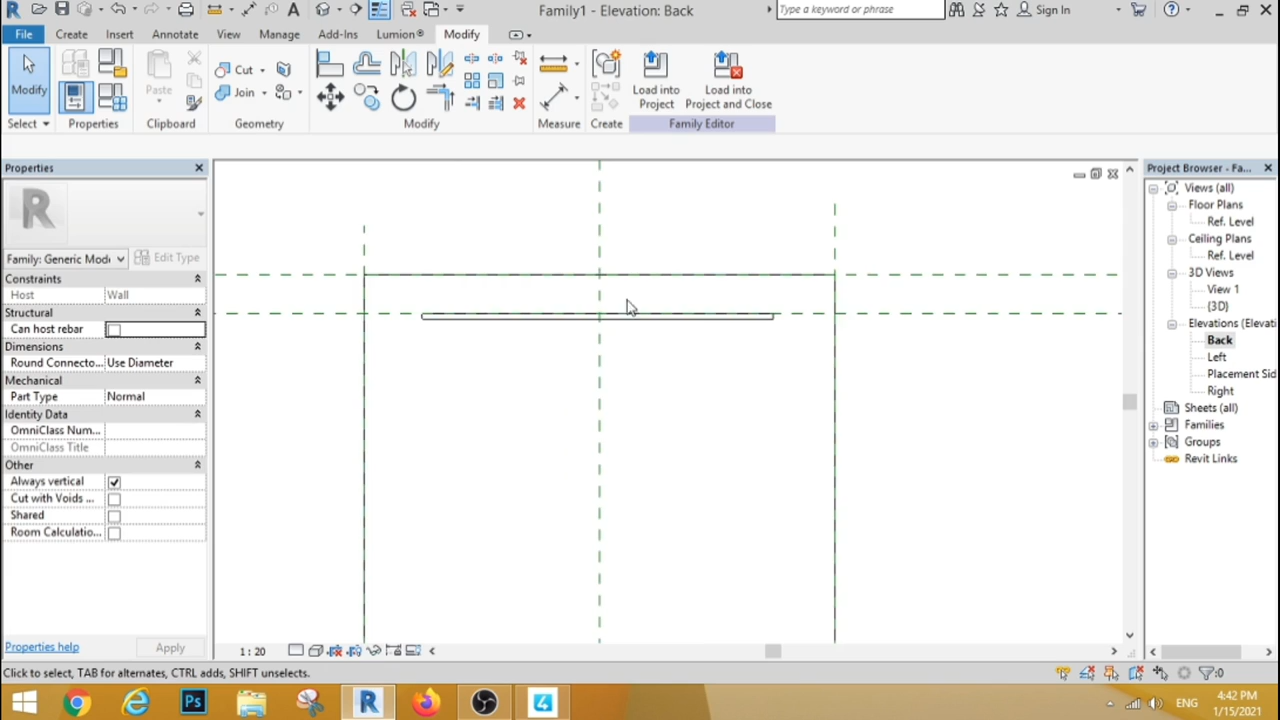 Family1 - Elevation: Back
Type a keyword or phrase
Sign In
File
Create
Insert
Annotate
View
Manage
Add-Ins
Lumion®
Modify
Modify
Paste
Cut
Join
Load into
Project
Load into
Project and Close
Select
Properties
Clipboard
Geometry
Modify
Measure
Create
Family Editor
Properties
Family: Generic Mode
Edit Type
Constraints
Host Wall
Structural
Can host rebar
Dimensions
Round Connecto... Use Diameter
Mechanical
Part Type Normal
Identity Data
OmniClass Num...
OmniClass Title
Other
Always vertical
Cut with Voids ...
Shared
Room Calculatio...
Properties help
Apply
1 : 20
Project Browser - Fa...
Views (all)
Floor Plans
Ref. Level
Ceiling Plans
Ref. Level
3D Views
View 1
(3D)
Elevations (Elevati
Back
Left
Placement Sid
Right
Sheets (all)
Families
Groups
Revit Links
Click to select, TAB for alternates, CTRL adds, SHIFT unselects.
:0
ENG
4:42 PM
1/15/2021